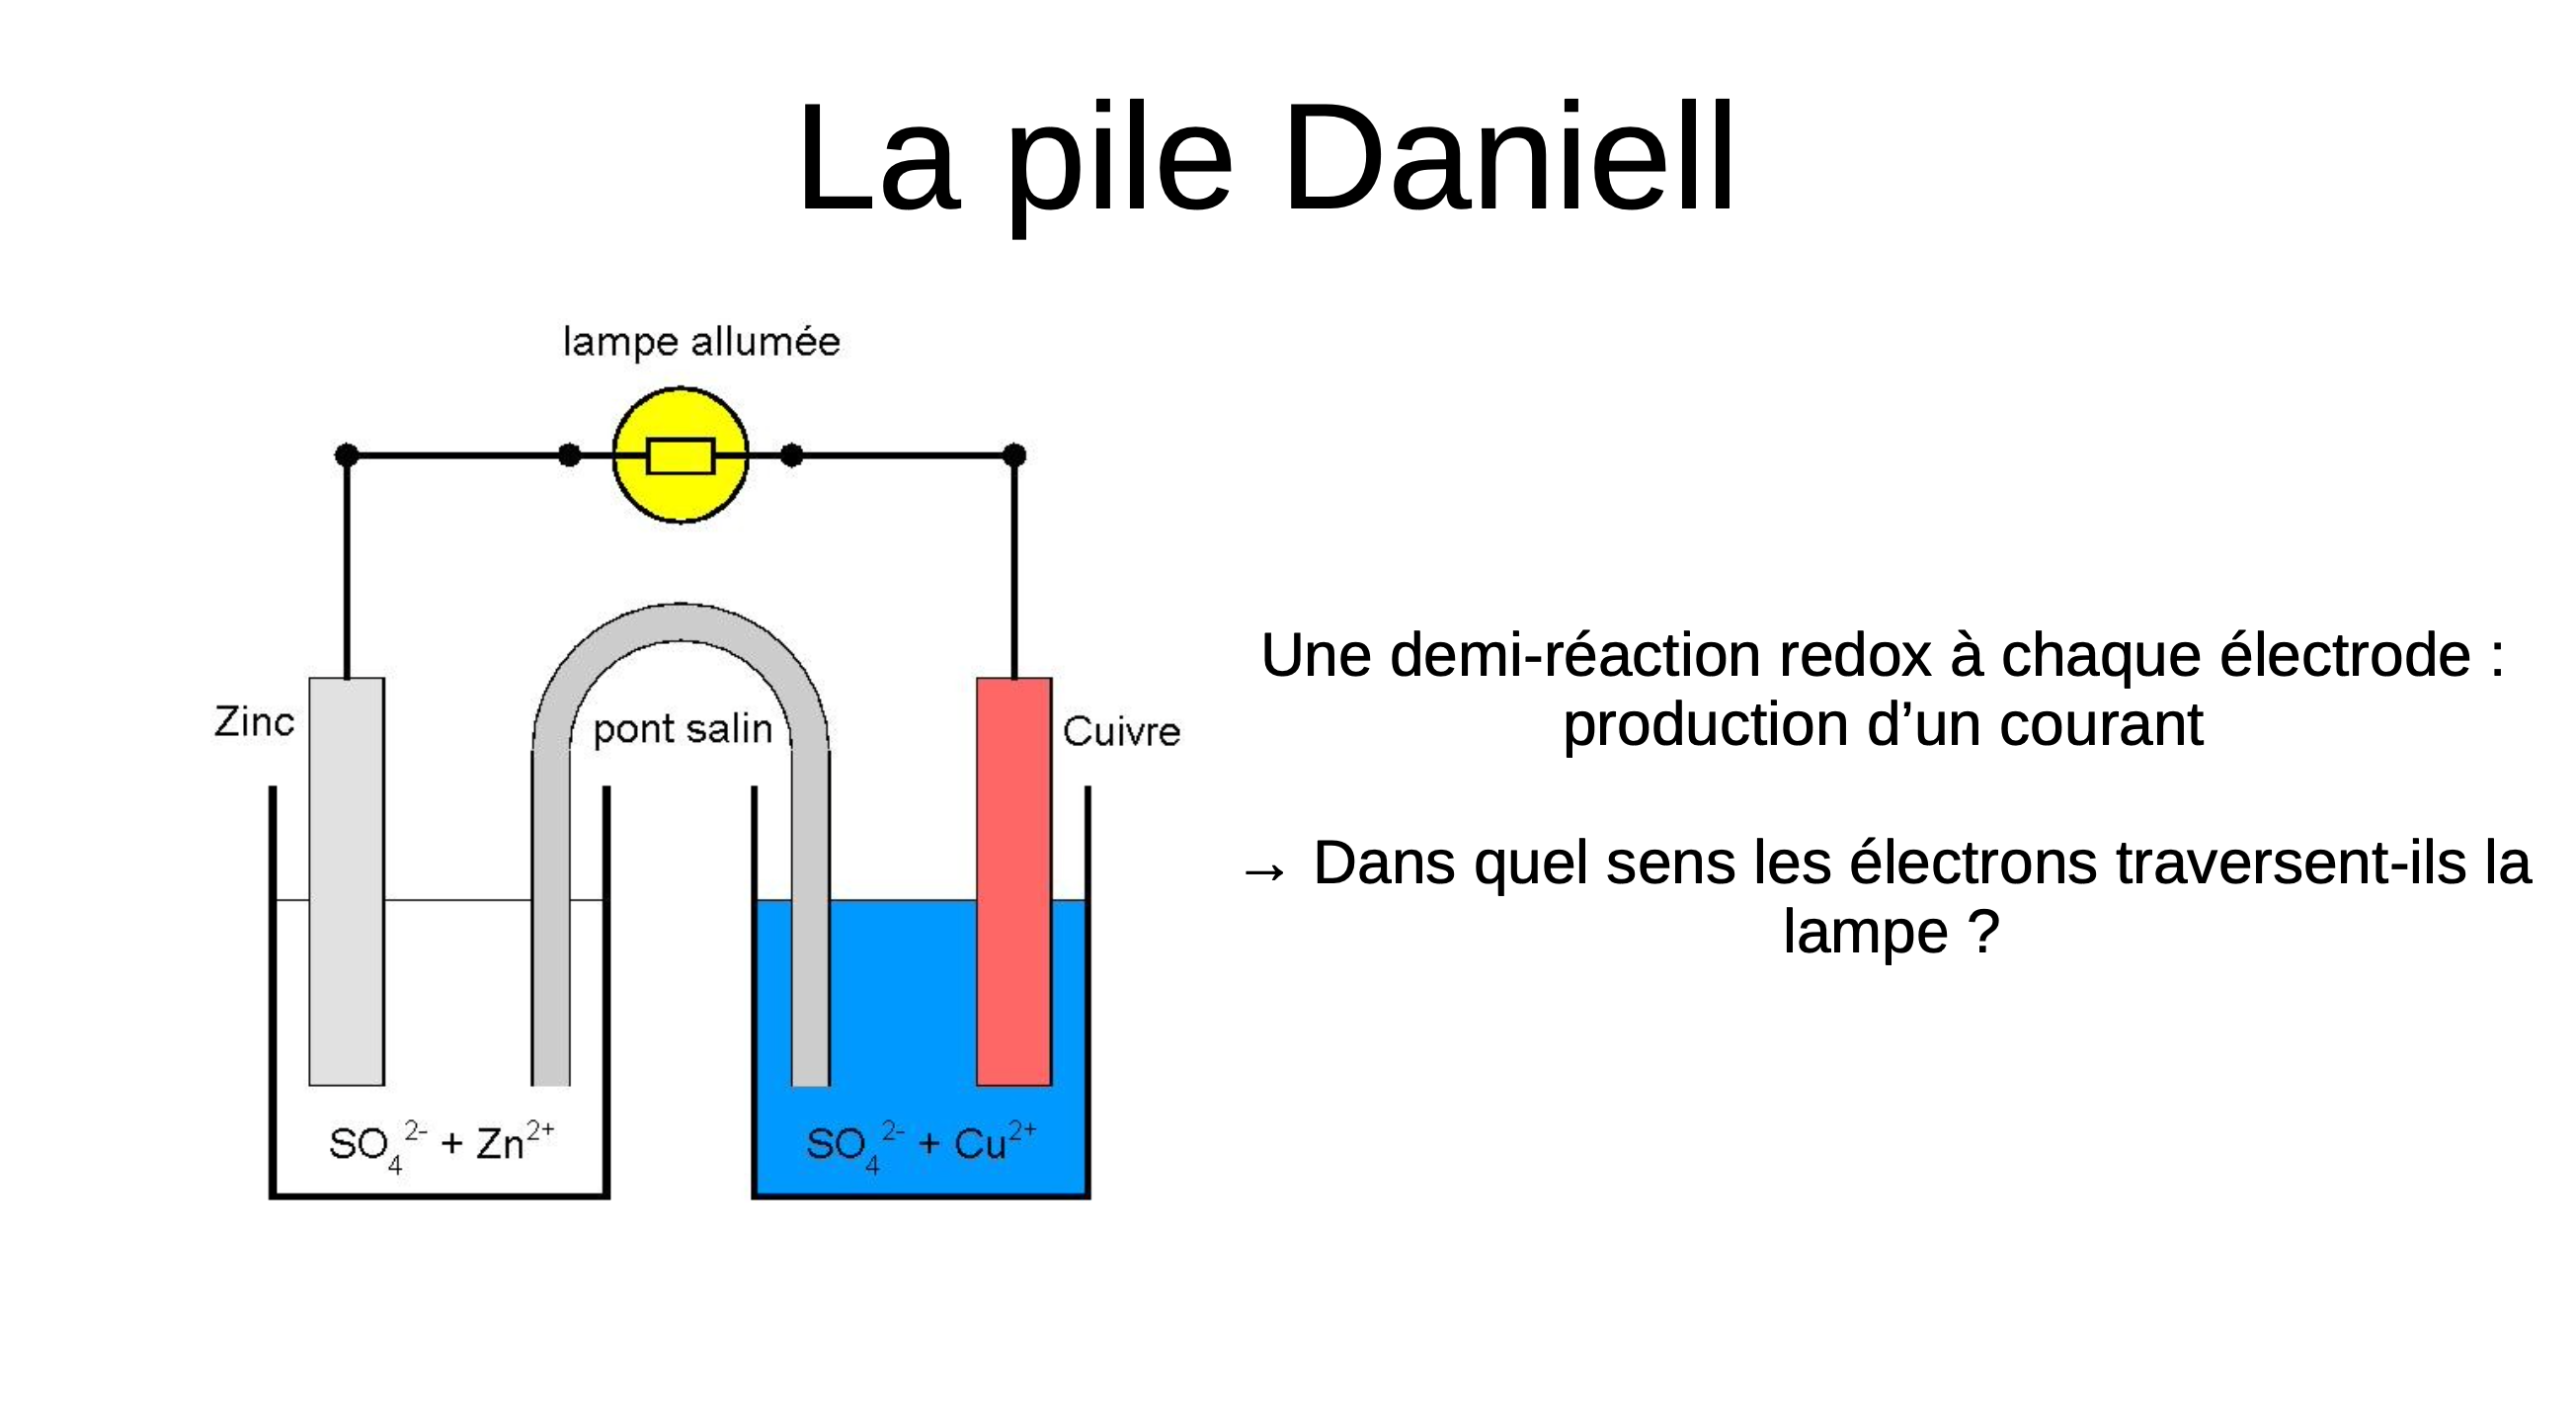 La pile Daniell
lampe allumée
Zinc
pont salin
Cuivre
SO₄²⁻ + Zn²⁺
SO₄²⁻ + Cu²⁺
Une demi-réaction redox à chaque électrode :
production d’un courant
→ Dans quel sens les électrons traversent-ils la
lampe ?